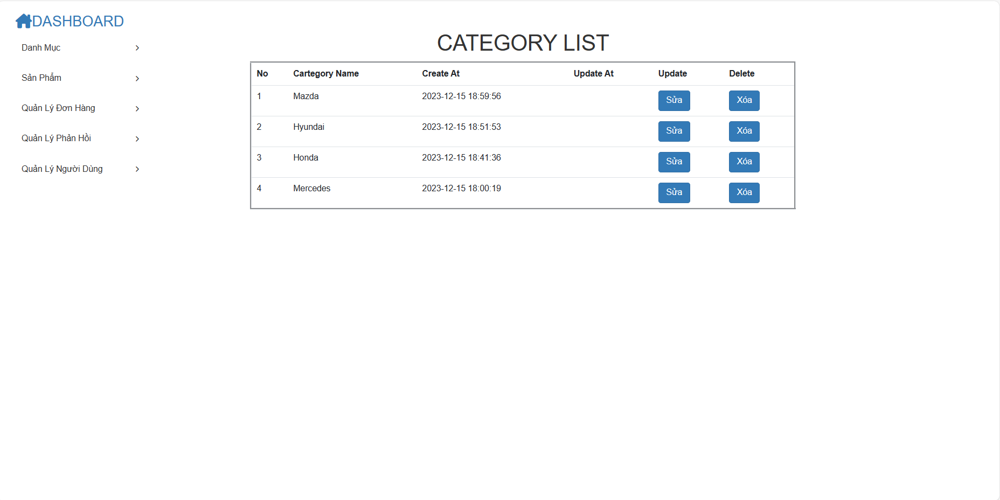 DASHBOARD
Danh Mục
Sản Phẩm
Quản Lý Đơn Hàng
Quản Lý Phản Hồi
Quản Lý Người Dùng
CATEGORY LIST
No Cartegory Name Create At Update At Update Delete
1 Mazda 2023-12-15 18:59:56 Sửa Xóa
2 Hyundai 2023-12-15 18:51:53 Sửa Xóa
3 Honda 2023-12-15 18:41:36 Sửa Xóa
4 Mercedes 2023-12-15 18:00:19 Sửa Xóa